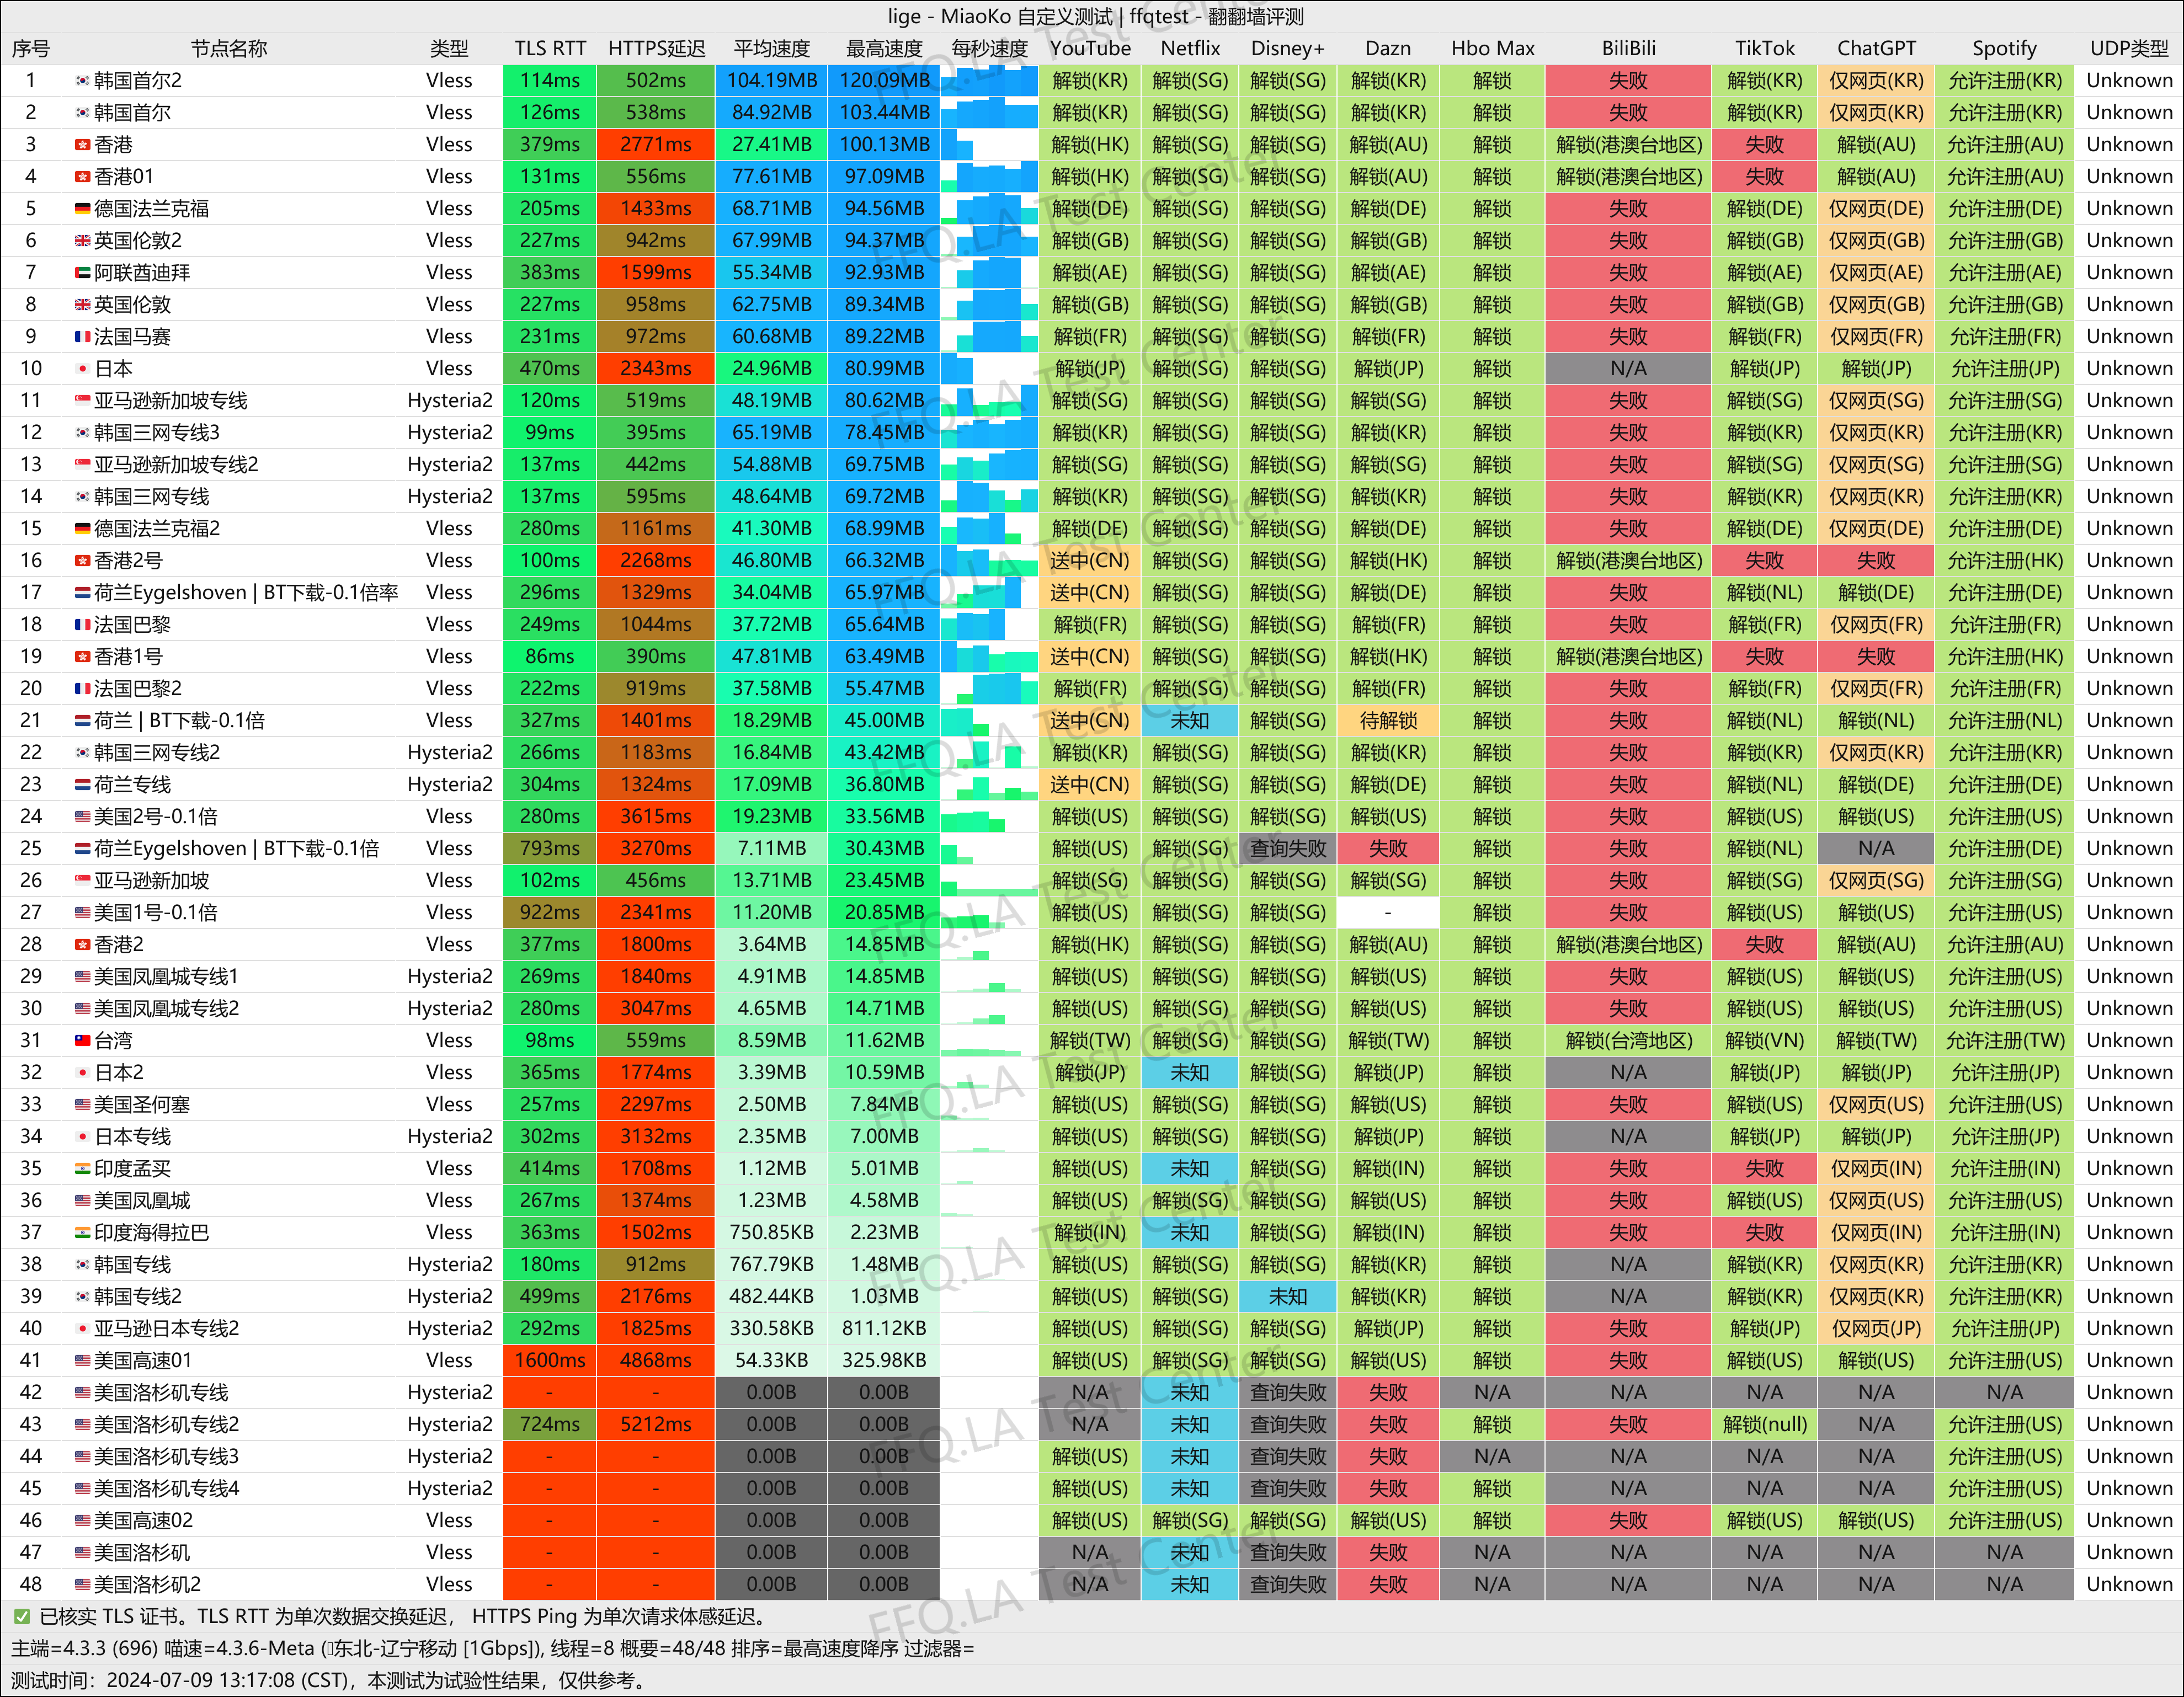 lige - MiaoKo 自定义测试 | ffqtest - 翻翻墙评测
序号 节点名称 类型 TLS RTT HTTPS延迟 平均速度 最高速度 每秒速度 YouTube Netflix Disney+ Dazn Hbo Max BiliBili TikTok ChatGPT Spotify UDP类型
1 韩国首尔2 Vless 114ms 502ms 104.19MB 120.09MB 解锁(KR) 解锁(SG) 解锁(SG) 解锁(KR) 解锁 失败 解锁(KR) 仅网页(KR) 允许注册(KR) Unknown
2 韩国首尔 Vless 126ms 538ms 84.92MB 103.44MB 解锁(KR) 解锁(SG) 解锁(SG) 解锁(KR) 解锁 失败 解锁(KR) 仅网页(KR) 允许注册(KR) Unknown
3 香港 Vless 379ms 2771ms 27.41MB 100.13MB 解锁(HK) 解锁(SG) 解锁(SG) 解锁(AU) 解锁 解锁(港澳台地区) 失败 解锁(AU) 允许注册(AU) Unknown
4 香港01 Vless 131ms 556ms 77.61MB 97.09MB 解锁(HK) 解锁(SG) 解锁(SG) 解锁(AU) 解锁 解锁(港澳台地区) 失败 解锁(AU) 允许注册(AU) Unknown
5 德国法兰克福 Vless 205ms 1433ms 68.71MB 94.56MB 解锁(DE) 解锁(SG) 解锁(SG) 解锁(DE) 解锁 失败 解锁(DE) 仅网页(DE) 允许注册(DE) Unknown
6 英国伦敦2 Vless 227ms 942ms 67.99MB 94.37MB 解锁(GB) 解锁(SG) 解锁(SG) 解锁(GB) 解锁 失败 解锁(GB) 仅网页(GB) 允许注册(GB) Unknown
7 阿联酋迪拜 Vless 383ms 1599ms 55.34MB 92.93MB 解锁(AE) 解锁(SG) 解锁(SG) 解锁(AE) 解锁 失败 解锁(AE) 仅网页(AE) 允许注册(AE) Unknown
8 英国伦敦 Vless 227ms 958ms 62.75MB 89.34MB 解锁(GB) 解锁(SG) 解锁(SG) 解锁(GB) 解锁 失败 解锁(GB) 仅网页(GB) 允许注册(GB) Unknown
9 法国马赛 Vless 231ms 972ms 60.68MB 89.22MB 解锁(FR) 解锁(SG) 解锁(SG) 解锁(FR) 解锁 失败 解锁(FR) 仅网页(FR) 允许注册(FR) Unknown
10 日本 Vless 470ms 2343ms 24.96MB 80.99MB 解锁(JP) 解锁(SG) 解锁(SG) 解锁(JP) 解锁 N/A 解锁(JP) 解锁(JP) 允许注册(JP) Unknown
11 亚马逊新加坡专线 Hysteria2 120ms 519ms 48.19MB 80.62MB 解锁(SG) 解锁(SG) 解锁(SG) 解锁(SG) 解锁 失败 解锁(SG) 仅网页(SG) 允许注册(SG) Unknown
12 韩国三网专线3 Hysteria2 99ms 395ms 65.19MB 78.45MB 解锁(KR) 解锁(SG) 解锁(SG) 解锁(KR) 解锁 失败 解锁(KR) 仅网页(KR) 允许注册(KR) Unknown
13 亚马逊新加坡专线2 Hysteria2 137ms 442ms 54.88MB 69.75MB 解锁(SG) 解锁(SG) 解锁(SG) 解锁(SG) 解锁 失败 解锁(SG) 仅网页(SG) 允许注册(SG) Unknown
14 韩国三网专线 Hysteria2 137ms 595ms 48.64MB 69.72MB 解锁(KR) 解锁(SG) 解锁(SG) 解锁(KR) 解锁 失败 解锁(KR) 仅网页(KR) 允许注册(KR) Unknown
15 德国法兰克福2 Vless 280ms 1161ms 41.30MB 68.99MB 解锁(DE) 解锁(SG) 解锁(SG) 解锁(DE) 解锁 失败 解锁(DE) 仅网页(DE) 允许注册(DE) Unknown
16 香港2号 Vless 100ms 2268ms 46.80MB 66.32MB 送中(CN) 解锁(SG) 解锁(SG) 解锁(HK) 解锁 解锁(港澳台地区) 失败 失败 允许注册(HK) Unknown
17 荷兰Eygelshoven | BT下载-0.1倍率 Vless 296ms 1329ms 34.04MB 65.97MB 送中(CN) 解锁(SG) 解锁(SG) 解锁(DE) 解锁 失败 解锁(NL) 解锁(DE) 允许注册(DE) Unknown
18 法国巴黎 Vless 249ms 1044ms 37.72MB 65.64MB 解锁(FR) 解锁(SG) 解锁(SG) 解锁(FR) 解锁 失败 解锁(FR) 仅网页(FR) 允许注册(FR) Unknown
19 香港1号 Vless 86ms 390ms 47.81MB 63.49MB 送中(CN) 解锁(SG) 解锁(SG) 解锁(HK) 解锁 解锁(港澳台地区) 失败 失败 允许注册(HK) Unknown
20 法国巴黎2 Vless 222ms 919ms 37.58MB 55.47MB 解锁(FR) 解锁(SG) 解锁(SG) 解锁(FR) 解锁 失败 解锁(FR) 仅网页(FR) 允许注册(FR) Unknown
21 荷兰 | BT下载-0.1倍 Vless 327ms 1401ms 18.29MB 45.00MB 送中(CN) 未知 解锁(SG) 待解锁 解锁 失败 解锁(NL) 解锁(NL) 允许注册(NL) Unknown
22 韩国三网专线2 Hysteria2 266ms 1183ms 16.84MB 43.42MB 解锁(KR) 解锁(SG) 解锁(SG) 解锁(KR) 解锁 失败 解锁(KR) 仅网页(KR) 允许注册(KR) Unknown
23 荷兰专线 Hysteria2 304ms 1324ms 17.09MB 36.80MB 送中(CN) 解锁(SG) 解锁(SG) 解锁(DE) 解锁 失败 解锁(NL) 解锁(DE) 允许注册(DE) Unknown
24 美国2号-0.1倍 Vless 280ms 3615ms 19.23MB 33.56MB 解锁(US) 解锁(SG) 解锁(SG) 解锁(US) 解锁 失败 解锁(US) 解锁(US) 允许注册(US) Unknown
25 荷兰Eygelshoven | BT下载-0.1倍 Vless 793ms 3270ms 7.11MB 30.43MB 解锁(US) 解锁(SG) 查询失败 失败 解锁 失败 解锁(NL) N/A 允许注册(DE) Unknown
26 亚马逊新加坡 Vless 102ms 456ms 13.71MB 23.45MB 解锁(SG) 解锁(SG) 解锁(SG) 解锁(SG) 解锁 失败 解锁(SG) 仅网页(SG) 允许注册(SG) Unknown
27 美国1号-0.1倍 Vless 922ms 2341ms 11.20MB 20.85MB 解锁(US) 解锁(SG) 解锁(SG) - 解锁 失败 解锁(US) 解锁(US) 允许注册(US) Unknown
28 香港2 Vless 377ms 1800ms 3.64MB 14.85MB 解锁(HK) 解锁(SG) 解锁(SG) 解锁(AU) 解锁 解锁(港澳台地区) 失败 解锁(AU) 允许注册(AU) Unknown
29 美国凤凰城专线1 Hysteria2 269ms 1840ms 4.91MB 14.85MB 解锁(US) 解锁(SG) 解锁(SG) 解锁(US) 解锁 失败 解锁(US) 解锁(US) 允许注册(US) Unknown
30 美国凤凰城专线2 Hysteria2 280ms 3047ms 4.65MB 14.71MB 解锁(US) 解锁(SG) 解锁(SG) 解锁(US) 解锁 失败 解锁(US) 解锁(US) 允许注册(US) Unknown
31 台湾 Vless 98ms 559ms 8.59MB 11.62MB 解锁(TW) 解锁(SG) 解锁(SG) 解锁(TW) 解锁 解锁(台湾地区) 解锁(VN) 解锁(TW) 允许注册(TW) Unknown
32 日本2 Vless 365ms 1774ms 3.39MB 10.59MB 解锁(JP) 未知 解锁(SG) 解锁(JP) 解锁 N/A 解锁(JP) 解锁(JP) 允许注册(JP) Unknown
33 美国圣何塞 Vless 257ms 2297ms 2.50MB 7.84MB 解锁(US) 解锁(SG) 解锁(SG) 解锁(US) 解锁 失败 解锁(US) 仅网页(US) 允许注册(US) Unknown
34 日本专线 Hysteria2 302ms 3132ms 2.35MB 7.00MB 解锁(US) 解锁(SG) 解锁(SG) 解锁(JP) 解锁 N/A 解锁(JP) 解锁(JP) 允许注册(JP) Unknown
35 印度孟买 Vless 414ms 1708ms 1.12MB 5.01MB 解锁(US) 未知 解锁(SG) 解锁(IN) 解锁 失败 失败 仅网页(IN) 允许注册(IN) Unknown
36 美国凤凰城 Vless 267ms 1374ms 1.23MB 4.58MB 解锁(US) 解锁(SG) 解锁(SG) 解锁(US) 解锁 失败 解锁(US) 仅网页(US) 允许注册(US) Unknown
37 印度海得拉巴 Vless 363ms 1502ms 750.85KB 2.23MB 解锁(IN) 未知 解锁(SG) 解锁(IN) 解锁 失败 失败 仅网页(IN) 允许注册(IN) Unknown
38 韩国专线 Hysteria2 180ms 912ms 767.79KB 1.48MB 解锁(US) 解锁(SG) 解锁(SG) 解锁(KR) 解锁 N/A 解锁(KR) 仅网页(KR) 允许注册(KR) Unknown
39 韩国专线2 Hysteria2 499ms 2176ms 482.44KB 1.03MB 解锁(US) 解锁(SG) 未知 解锁(KR) 解锁 N/A 解锁(KR) 仅网页(KR) 允许注册(KR) Unknown
40 亚马逊日本专线2 Hysteria2 292ms 1825ms 330.58KB 811.12KB 解锁(US) 解锁(SG) 解锁(SG) 解锁(JP) 解锁 失败 解锁(JP) 仅网页(JP) 允许注册(JP) Unknown
41 美国高速01 Vless 1600ms 4868ms 54.33KB 325.98KB 解锁(US) 解锁(SG) 解锁(SG) 解锁(US) 解锁 失败 解锁(US) 解锁(US) 允许注册(US) Unknown
42 美国洛杉矶专线 Hysteria2 - - 0.00B 0.00B N/A 未知 查询失败 失败 N/A N/A N/A N/A N/A Unknown
43 美国洛杉矶专线2 Hysteria2 724ms 5212ms 0.00B 0.00B N/A 未知 查询失败 失败 解锁 失败 解锁(null) N/A 允许注册(US) Unknown
44 美国洛杉矶专线3 Hysteria2 - - 0.00B 0.00B 解锁(US) 未知 查询失败 失败 N/A N/A N/A N/A 允许注册(US) Unknown
45 美国洛杉矶专线4 Hysteria2 - - 0.00B 0.00B 解锁(US) 未知 查询失败 失败 解锁 N/A N/A N/A 允许注册(US) Unknown
46 美国高速02 Vless - - 0.00B 0.00B 解锁(US) 解锁(SG) 解锁(SG) 解锁(US) 解锁 失败 解锁(US) 解锁(US) 允许注册(US) Unknown
47 美国洛杉矶 Vless - - 0.00B 0.00B N/A 未知 查询失败 失败 N/A N/A N/A N/A N/A Unknown
48 美国洛杉矶2 Vless - - 0.00B 0.00B N/A 未知 查询失败 失败 N/A N/A N/A N/A N/A Unknown
✅ 已核实 TLS 证书。TLS RTT 为单次数据交换延迟， HTTPS Ping 为单次请求体感延迟。
主端=4.3.3 (696) 喵速=4.3.6-Meta (东北-辽宁移动 [1Gbps]), 线程=8 概要=48/48 排序=最高速度降序 过滤器=
测试时间：2024-07-09 13:17:08 (CST)，本测试为试验性结果，仅供参考。
FFQ.LA Test Center